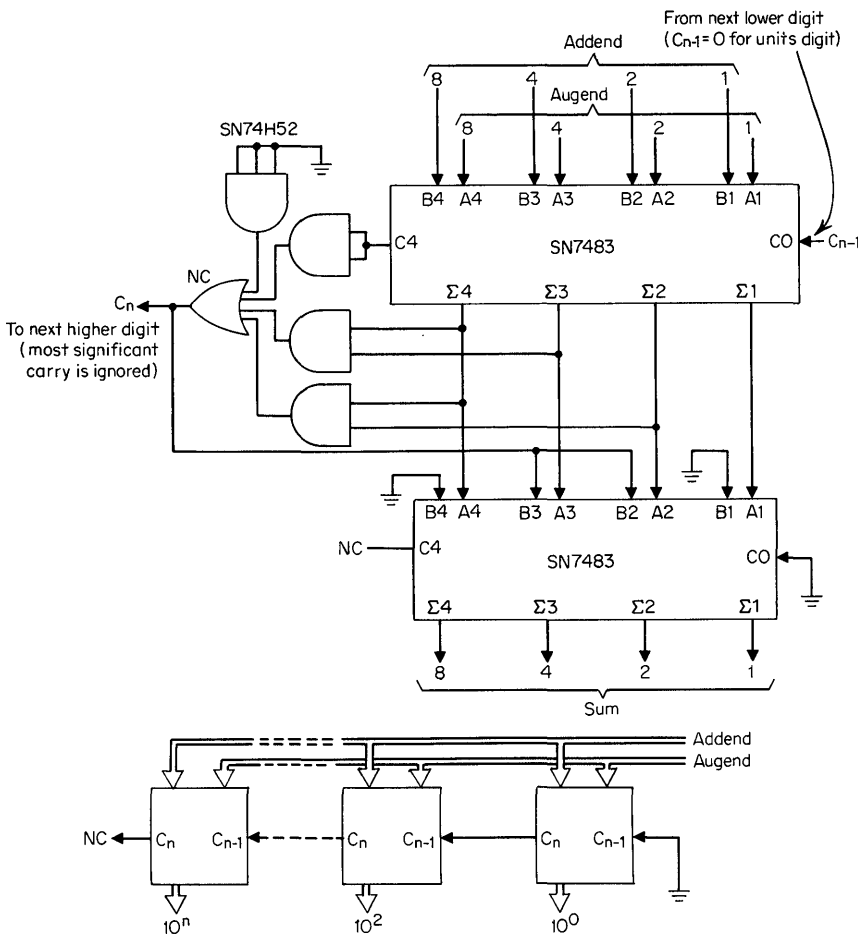 From next lower digit
(Cn-1=0 for units digit)
Addend
8 4 2 1
Augend
8 4 2 1
SN74H52
B4 A4 B3 A3 B2 A2 B1 A1
C4 SN7483 CO Cn-1
Σ4 Σ3 Σ2 Σ1
NC
Cn
To next higher digit
(most significant
carry is ignored)
B4 A4 B3 A3 B2 A2 B1 A1
NC C4 SN7483 CO
Σ4 Σ3 Σ2 Σ1
8 4 2 1
Sum
Addend
Augend
NC Cn Cn-1 Cn Cn-1 Cn Cn-1
10ⁿ 10² 10⁰